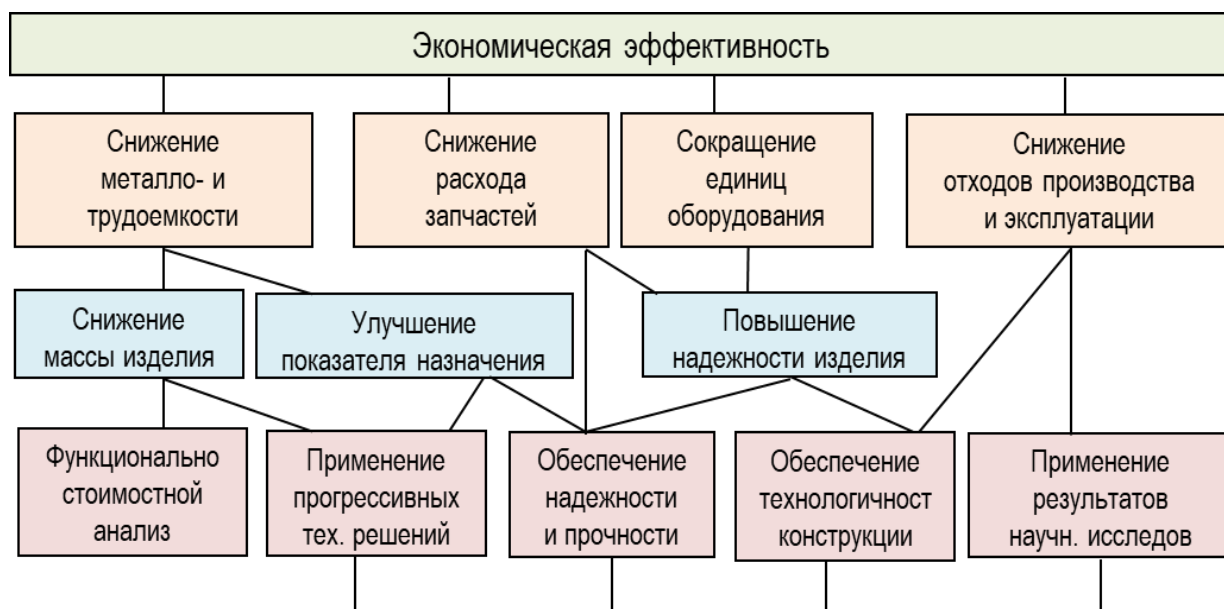 Экономическая эффективность
Снижение
металло- и
трудоемкости
Снижение
расхода
запчастей
Сокращение
единиц
оборудования
Снижение
отходов производства
и эксплуатации
Снижение
массы изделия
Улучшение
показателя назначения
Повышение
надежности изделия
Функционально
стоимостной
анализ
Применение
прогрессивных
тех. решений
Обеспечение
надежности
и прочности
Обеспечение
технологичност
конструкции
Применение
результатов
научн. исследов